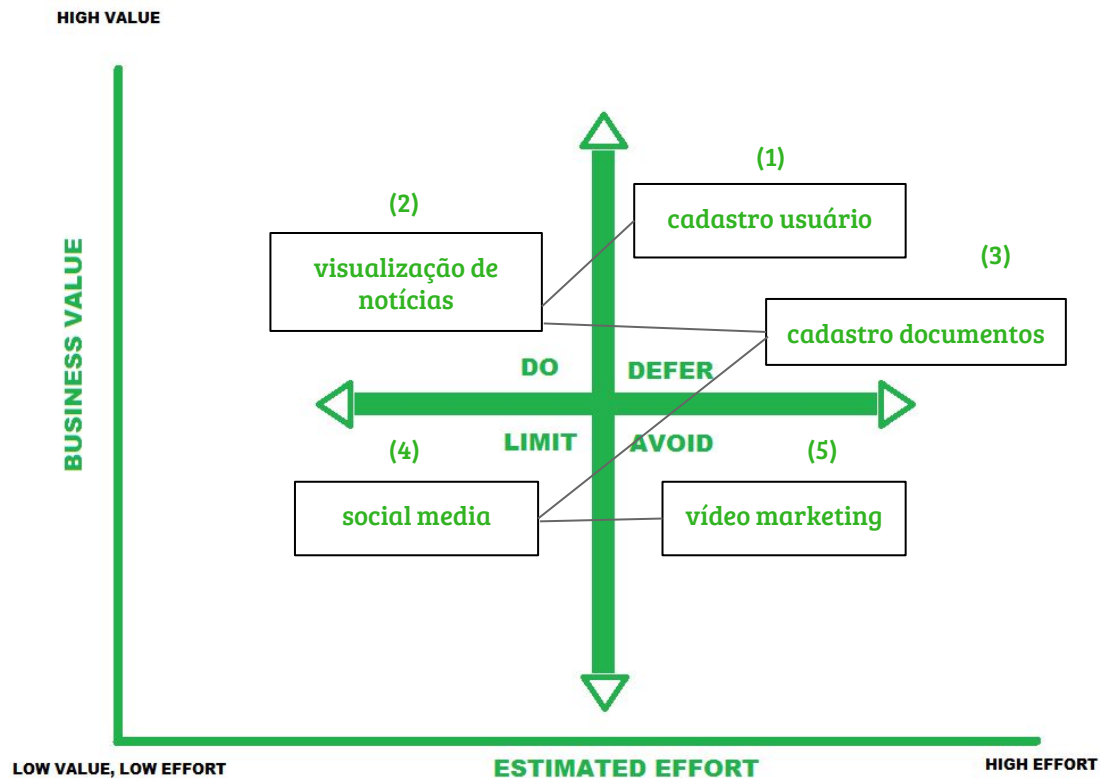 HIGH VALUE
(1)
cadastro usuário
(2)
visualização de
notícias
(3)
cadastro documentos
BUSINESS VALUE
DO
DEFER
LIMIT
AVOID
(4)
social media
(5)
vídeo marketing
LOW VALUE, LOW EFFORT
ESTIMATED EFFORT
HIGH EFFORT